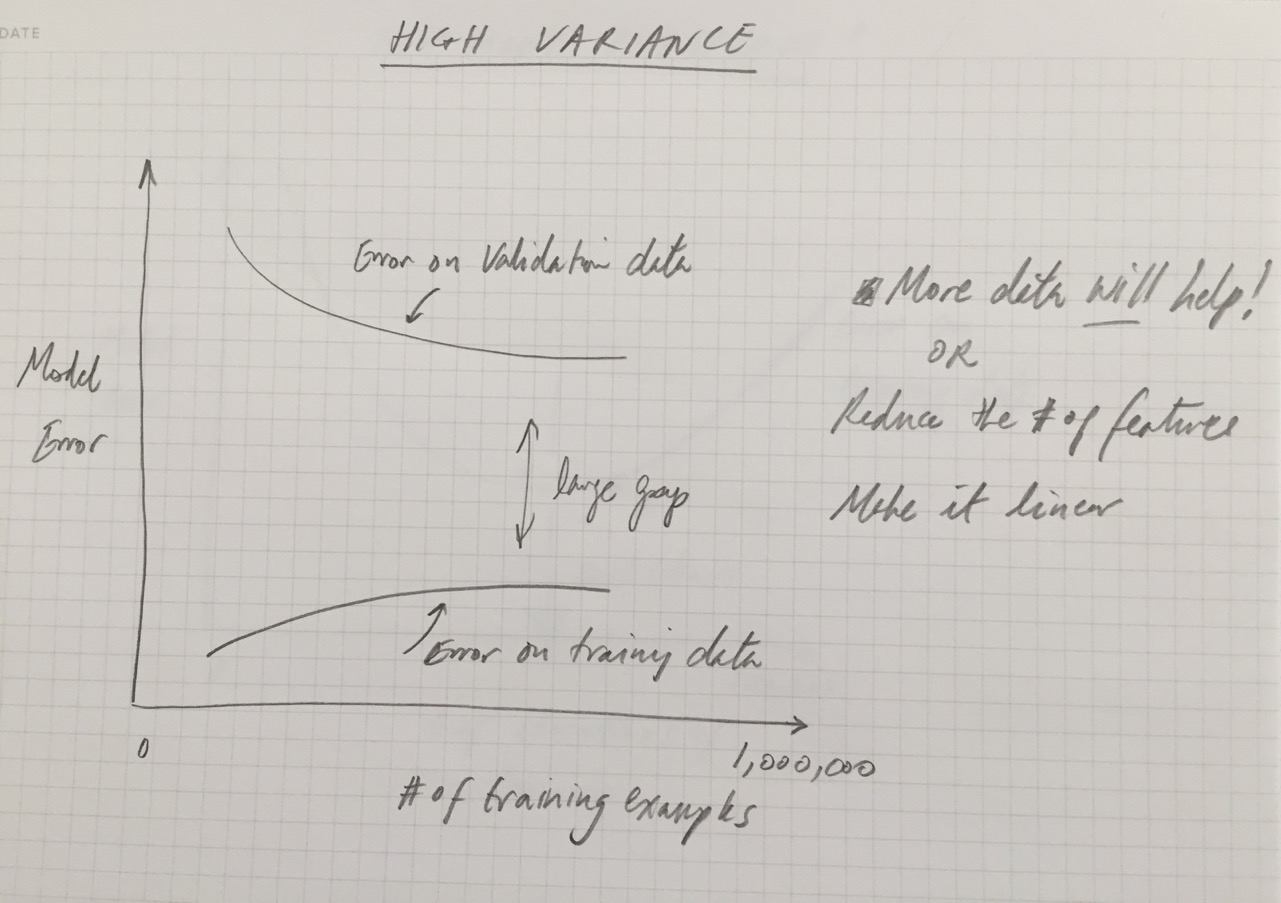 DATE
HIGH VARIANCE
Error on Validation data
More data will help!
OR
Model
Error
Reduce the # of features
large gap
Make it linear
Error on training data
0
1,000,000
# of training examples